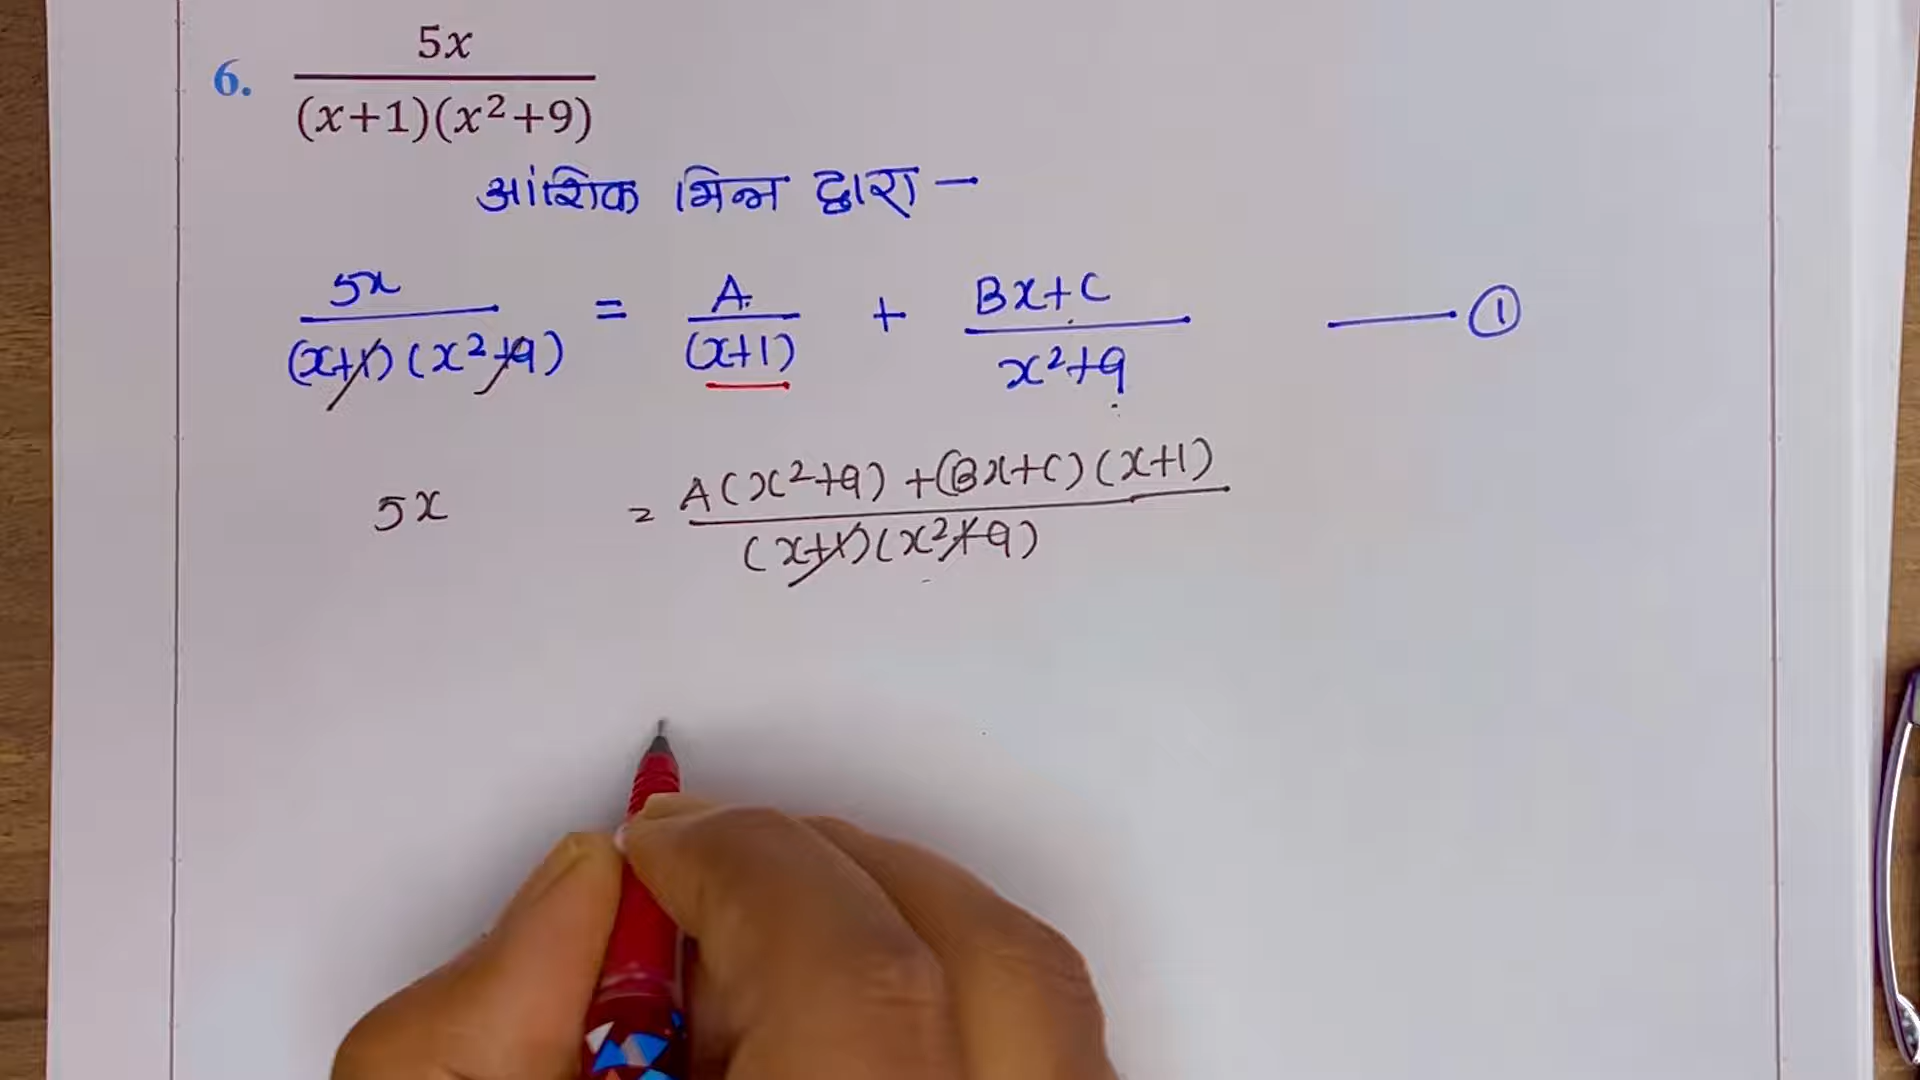 6. 5x
(x+1)(x²+9)
आंशिक भिन्न द्वारा –
5x/(x+1)(x²+9) = A/(x+1) + Bx+C/x²+9 —— ①
5x = A(x²+9) + (Bx+C)(x+1)
(x+1)(x²+9)